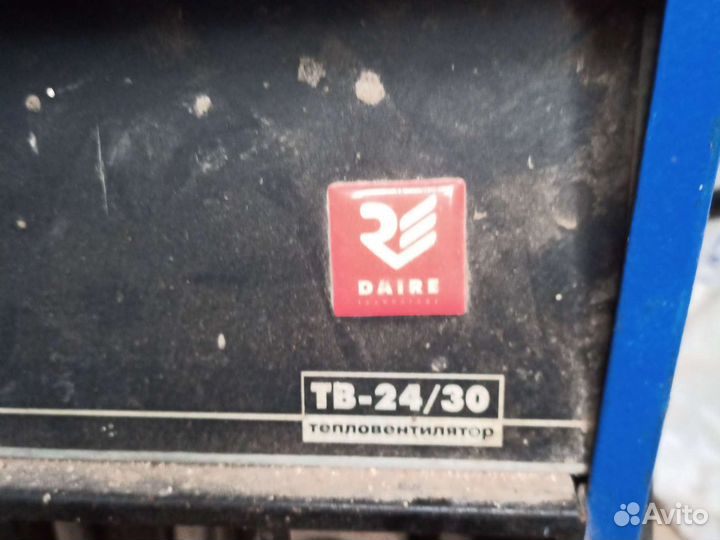 DAIRE
ТВ-24/30
тепловентилятор
Avito